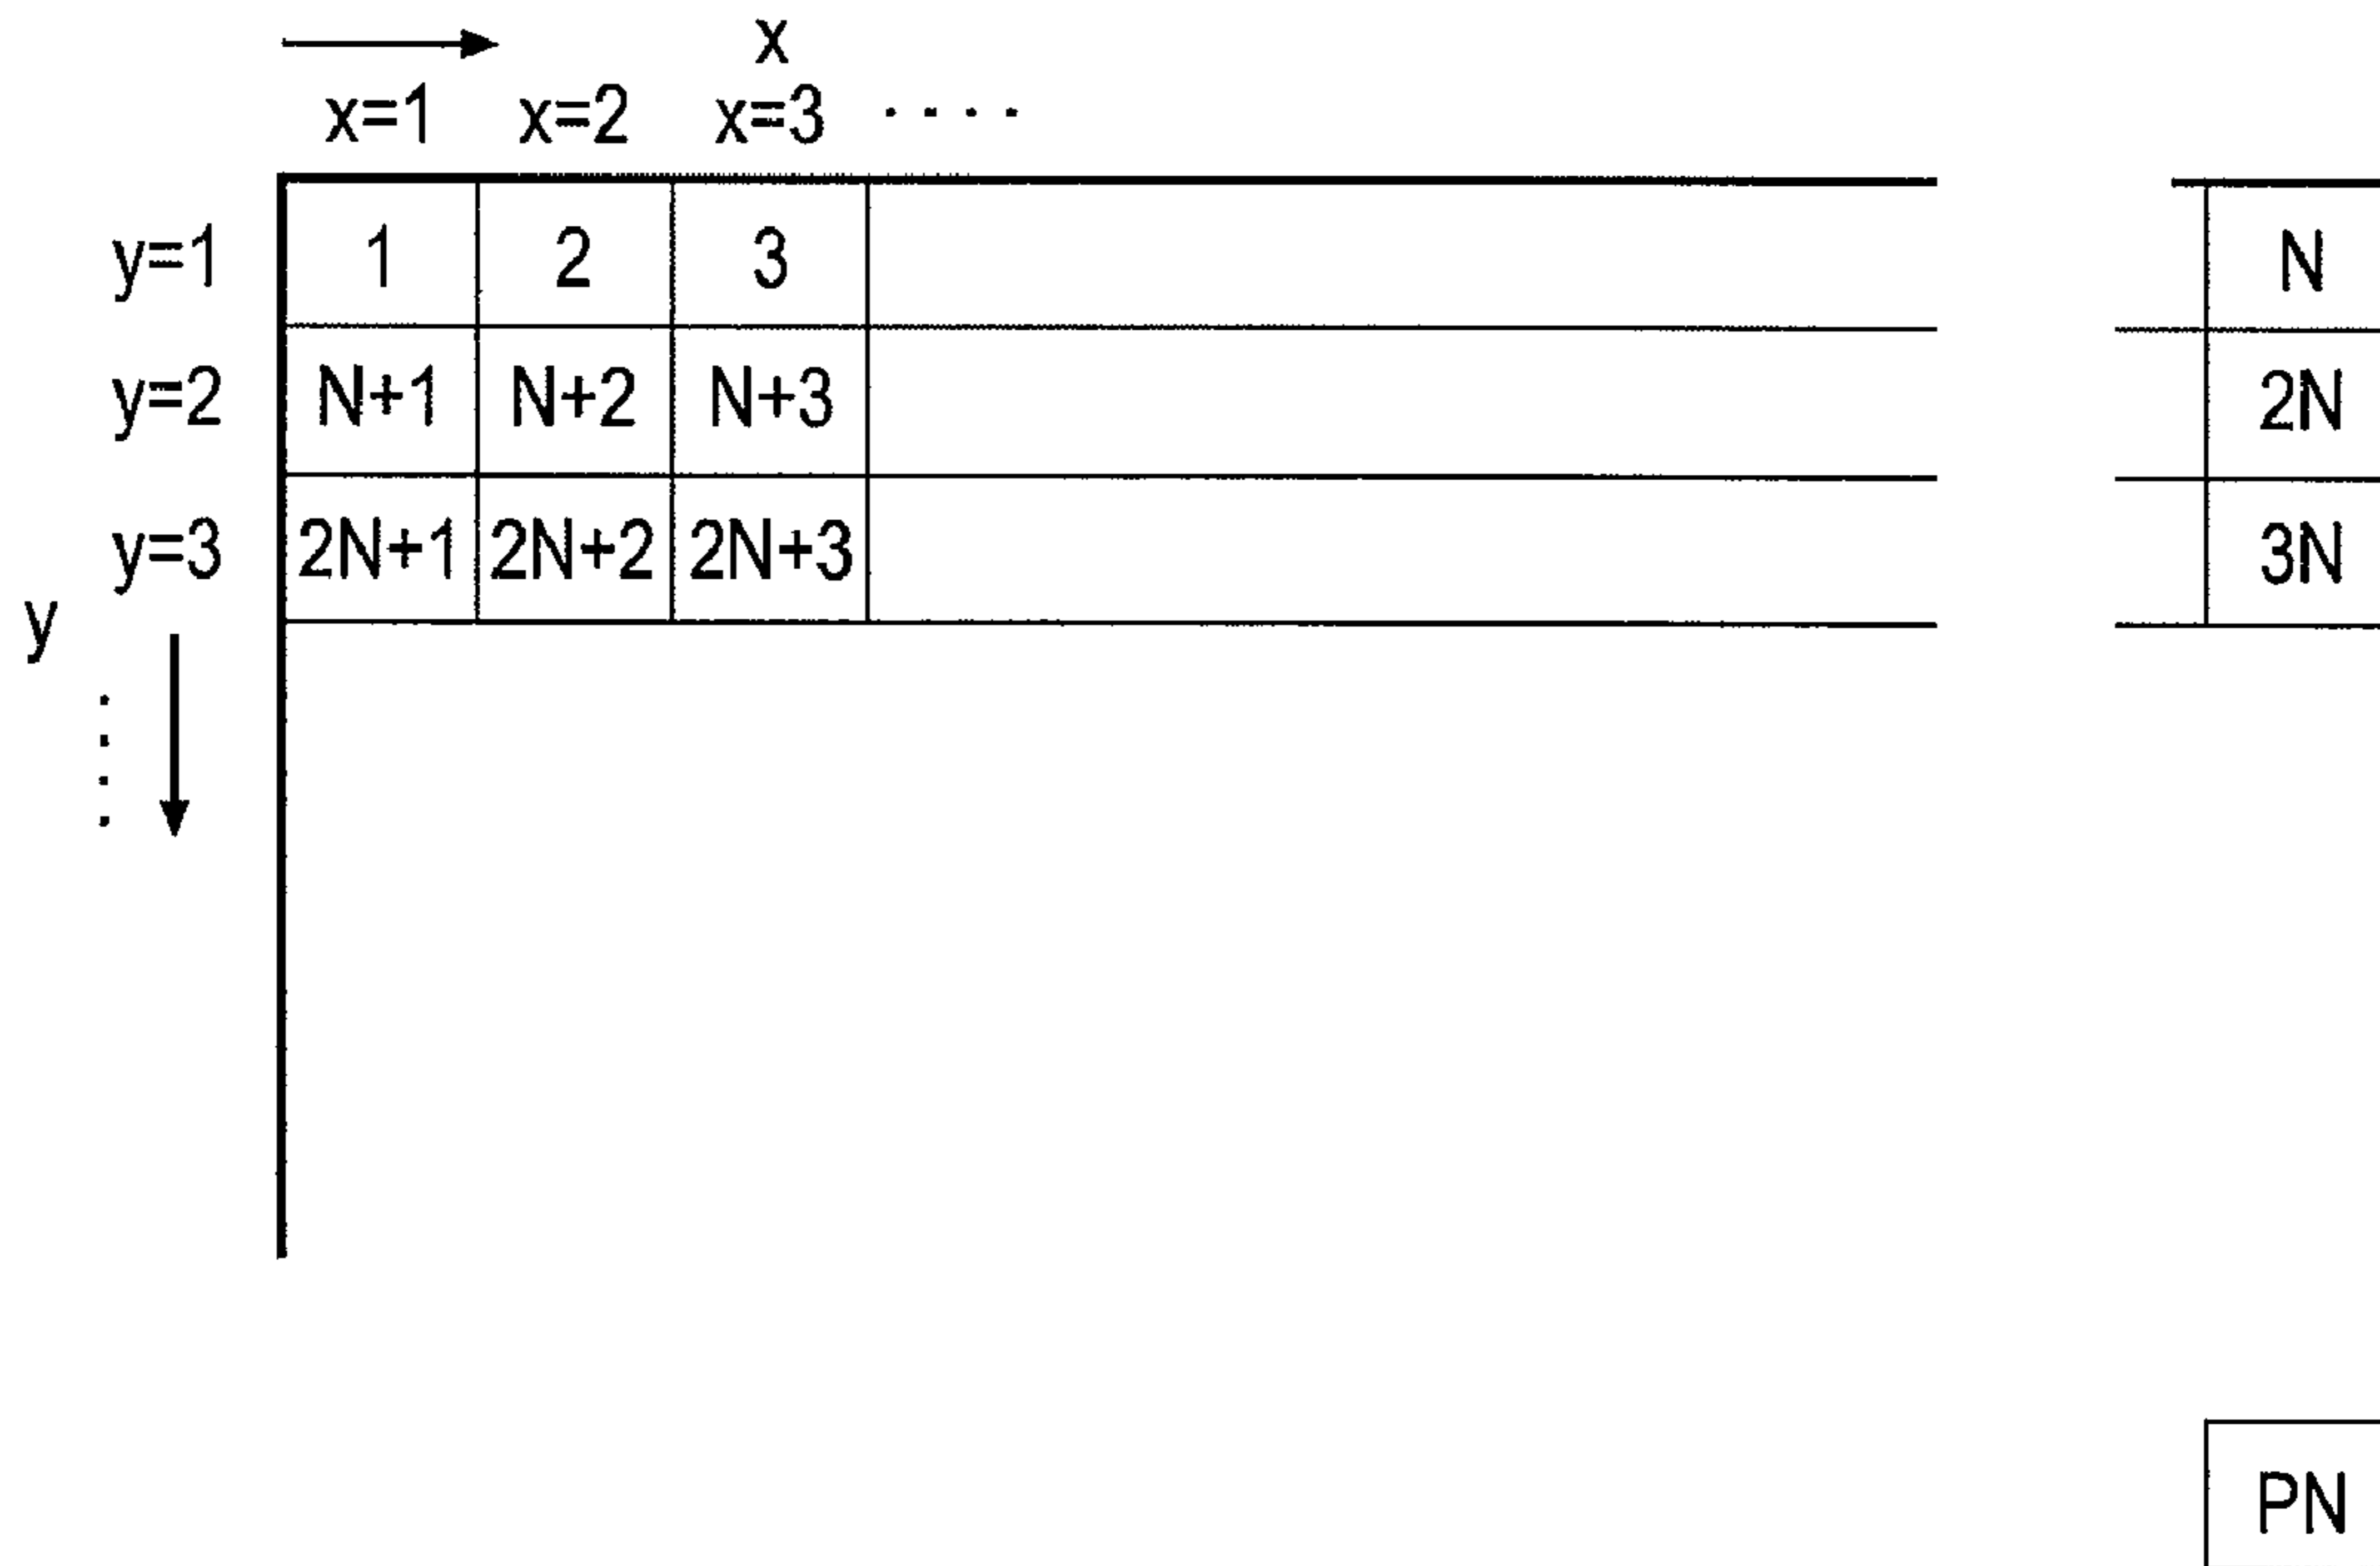 x
x=1 x=2 x=3 ....
y=1 1 2 3 N
y=2 N+1 N+2 N+3 2N
y=3 2N+1 2N+2 2N+3 3N
y
....
PN